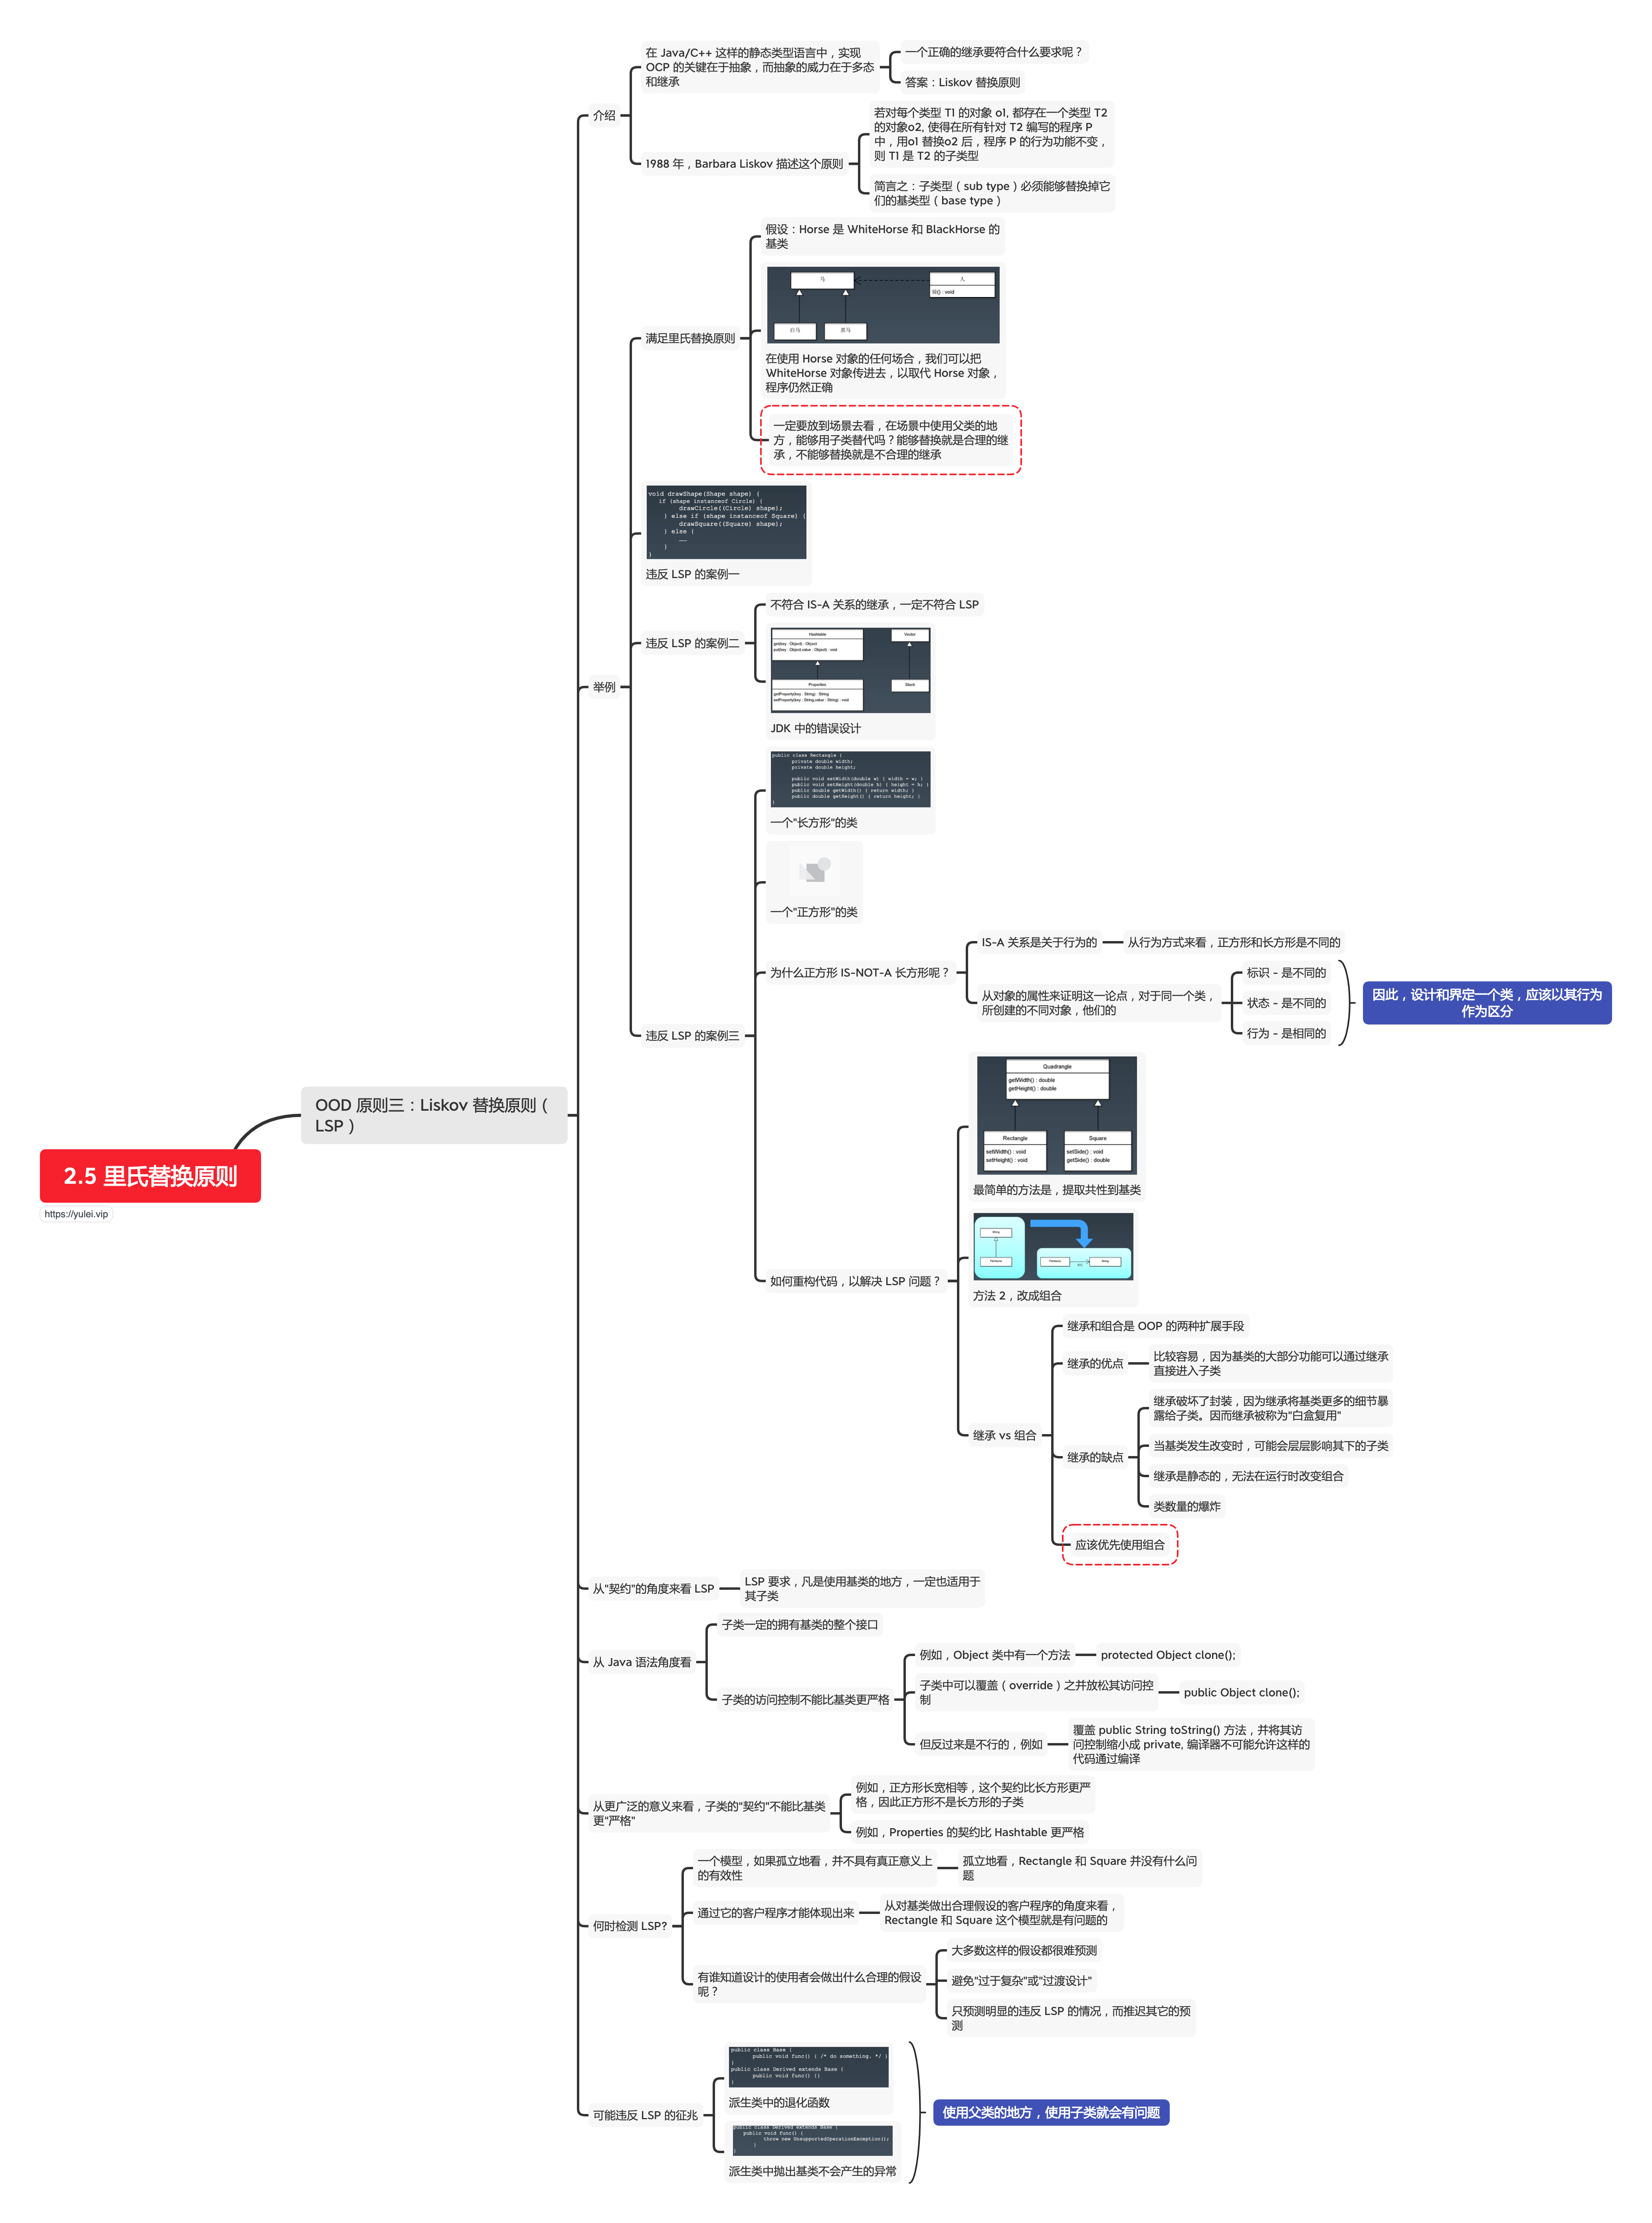 2.5 里氏替换原则
https://yulei.vip
OOD 原则三：Liskov 替换原则（
LSP）
介绍
在 Java/C++ 这样的静态类型语言中，实现
OCP 的关键在于抽象，而抽象的威力在于多态
和继承
一个正确的继承要符合什么要求呢？
答案：Liskov 替换原则
1988 年，Barbara Liskov 描述这个原则
若对每个类型 T1 的对象 o1, 都存在一个类型 T2
的对象o2, 使得在所有针对 T2 编写的程序 P
中，用o1 替换o2 后，程序 P 的行为功能不变，
则 T1 是 T2 的子类型
简言之：子类型（sub type）必须能够替换掉它
们的基类型（base type）
举例
满足里氏替换原则
假设：Horse 是 WhiteHorse 和 BlackHorse 的
基类
马
人
: void
白马
黑马
在使用 Horse 对象的任何场合，我们可以把
WhiteHorse 对象传进去，以取代 Horse 对象，
程序仍然正确
一定要放到场景去看，在场景中使用父类的地
方，能够用子类替代吗？能够替换就是合理的继
承，不能够替换就是不合理的继承
void drawShape(Shape shape) {
if (shape instanceof Circle) {
drawCircle((Circle) shape);
} else if (shape instanceof Square) {
drawSquare((Square) shape);
} else {
……
}
}
违反 LSP 的案例一
违反 LSP 的案例二
不符合 IS-A 关系的继承，一定不符合 LSP
Hashtable
get(key : Object) : Object
put(key : Object,value : Object) : void
Vector
Properties
getProperty(key : String) : String
setProperty(key : String,value : String) : void
Stack
JDK 中的错误设计
违反 LSP 的案例三
public class Rectangle {
private double width;
private double height;
public void setWidth(double w) { width = w; }
public void setHeight(double h) { height = h; }
public double getWidth() { return width; }
public double getHeight() { return height; }
}
一个"长方形"的类
一个"正方形"的类
为什么正方形 IS-NOT-A 长方形呢？
IS-A 关系是关于行为的
从行为方式来看，正方形和长方形是不同的
从对象的属性来证明这一论点，对于同一个类，
所创建的不同对象，他们的
标识 - 是不同的
状态 - 是不同的
行为 - 是相同的
因此，设计和界定一个类，应该以其行为
作为区分
如何重构代码，以解决 LSP 问题？
Quadrangle
getWidth() : double
getHeight() : double
Rectangle
setWidth() : void
setHeight() : void
Square
setSide() : void
getSide() : double
最简单的方法是，提取共性到基类
String
String
方法 2，改成组合
继承 vs 组合
继承和组合是 OOP 的两种扩展手段
继承的优点
比较容易，因为基类的大部分功能可以通过继承
直接进入子类
继承的缺点
继承破坏了封装，因为继承将基类更多的细节暴
露给子类。因而继承被称为"白盒复用"
当基类发生改变时，可能会层层影响其下的子类
继承是静态的，无法在运行时改变组合
类数量的爆炸
应该优先使用组合
从"契约"的角度来看 LSP
LSP 要求，凡是使用基类的地方，一定也适用于
其子类
从 Java 语法角度看
子类一定的拥有基类的整个接口
子类的访问控制不能比基类更严格
例如，Object 类中有一个方法
protected Object clone();
子类中可以覆盖（override）之并放松其访问控
制
public Object clone();
但反过来是不行的，例如
覆盖 public String toString() 方法，并将其访
问控制缩小成 private, 编译器不可能允许这样的
代码通过编译
从更广泛的意义来看，子类的"契约"不能比基类
更"严格"
例如，正方形长宽相等，这个契约比长方形更严
格，因此正方形不是长方形的子类
例如，Properties 的契约比 Hashtable 更严格
何时检测 LSP?
一个模型，如果孤立地看，并不具有真正意义上
的有效性
孤立地看，Rectangle 和 Square 并没有什么问
题
通过它的客户程序才能体现出来
从对基类做出合理假设的客户程序的角度来看，
Rectangle 和 Square 这个模型就是有问题的
有谁知道设计的使用者会做出什么合理的假设
呢？
大多数这样的假设都很难预测
避免"过于复杂"或"过渡设计"
只预测明显的违反 LSP 的情况，而推迟其它的预
测
可能违反 LSP 的征兆
public class Base {
public void func() { /* do something. */ }
}
public class Derived extends Base {
public void func() {}
}
派生类中的退化函数
public class Derived extends Base {
public void func() {
throw new UnsupportedOperationException();
}
}
派生类中抛出基类不会产生的异常
使用父类的地方，使用子类就会有问题